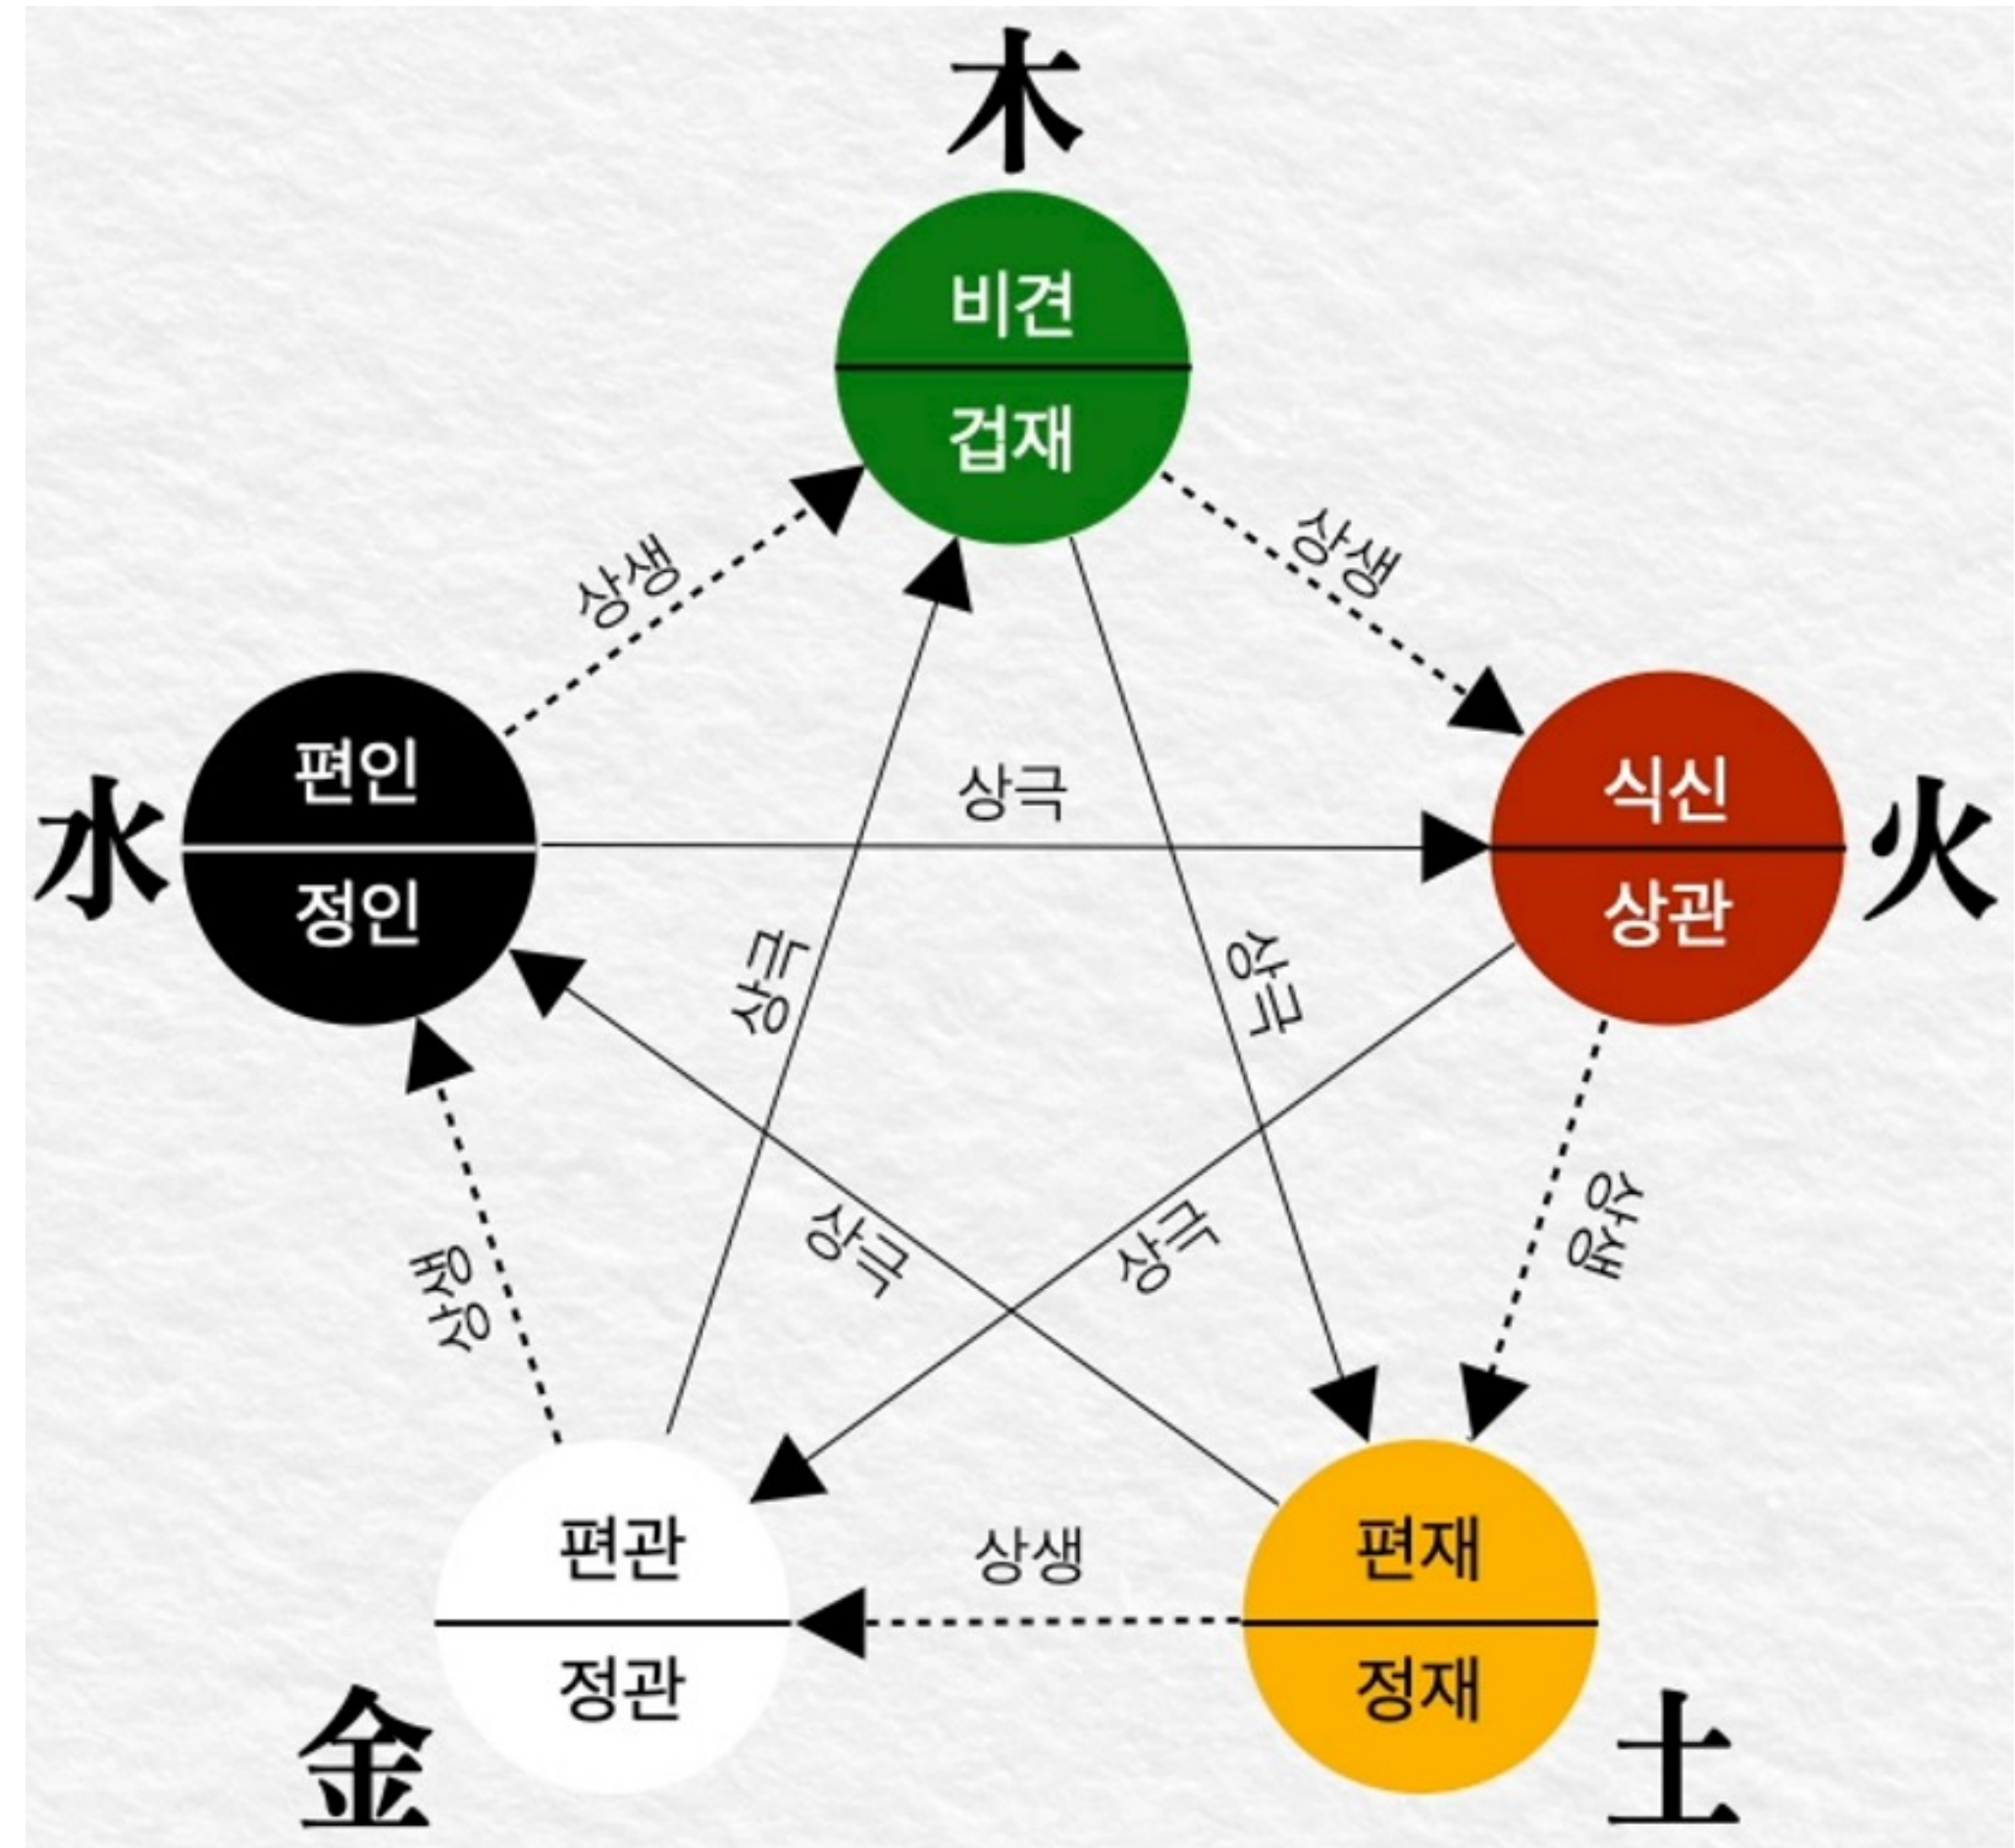 木
비견
겁재
상생
상생
水
편인
정인
상극
식신
상관
火
상극
상극
상생
상극
상극
상생
편관
정관
상생
편재
정재
金
土